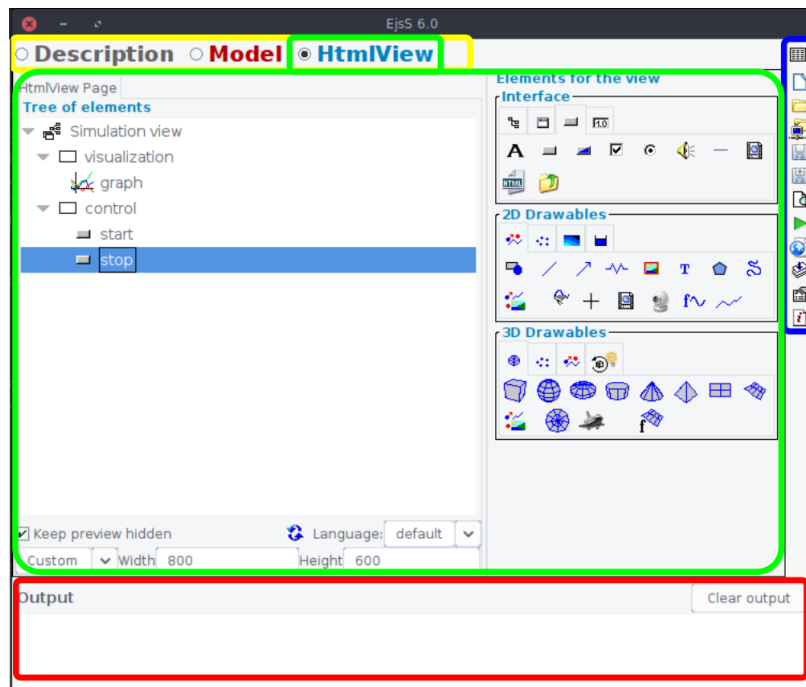 EjsS 6.0
Description Model HtmlView
HtmlView Page
Tree of elements
Simulation view
visualization
graph
control
start
stop
Keep preview hidden Language: default
Custom Width 800 Height 600
Elements for the view
Interface
A
HTML
2D Drawables
T
f
3D Drawables
f
Output Clear output